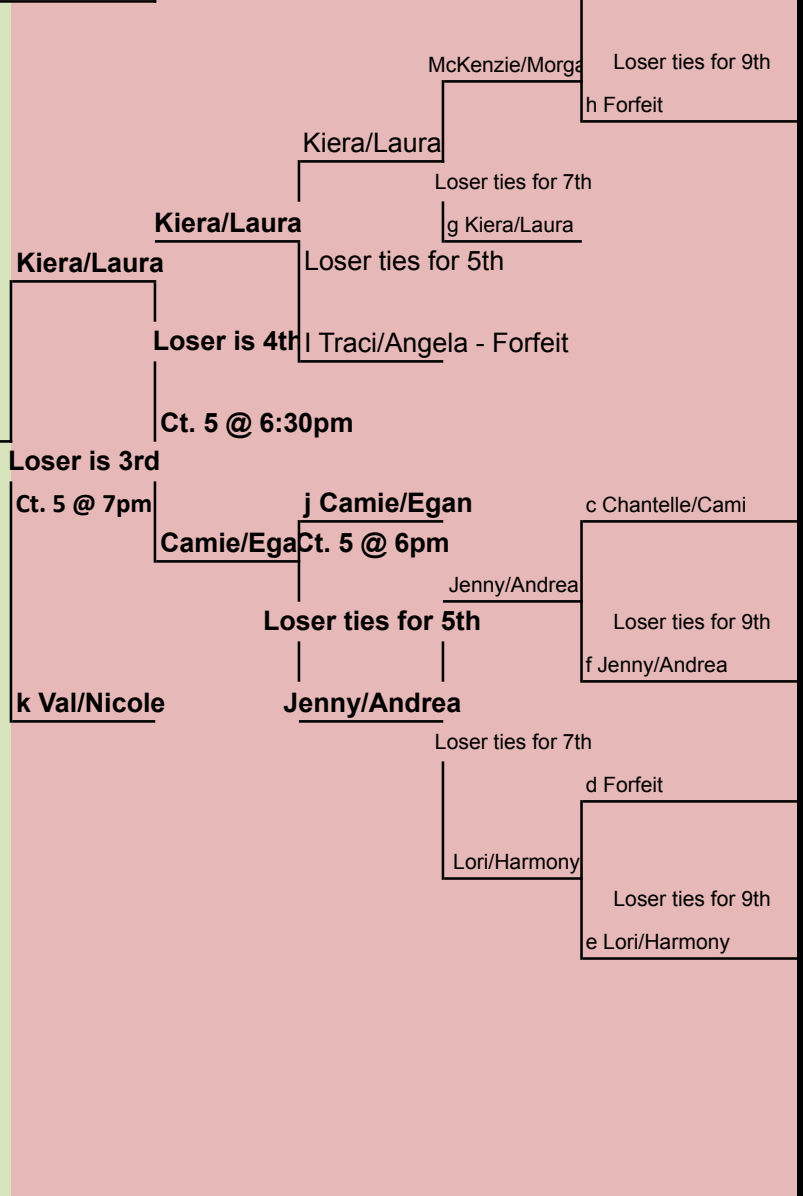 McKenzie/Morga
Loser ties for 9th
h Forfeit
Kiera/Laura
Loser ties for 7th
Kiera/Laura
g Kiera/Laura
Kiera/Laura
Loser ties for 5th
Loser is 4th
l Traci/Angela - Forfeit
Ct. 5 @ 6:30pm
Loser is 3rd
Ct. 5 @ 7pm
j Camie/Egan
c Chantelle/Cami
Camie/Ega
Ct. 5 @ 6pm
Jenny/Andrea
Loser ties for 5th
Loser ties for 9th
f Jenny/Andrea
k Val/Nicole
Jenny/Andrea
Loser ties for 7th
d Forfeit
Lori/Harmony
Loser ties for 9th
e Lori/Harmony